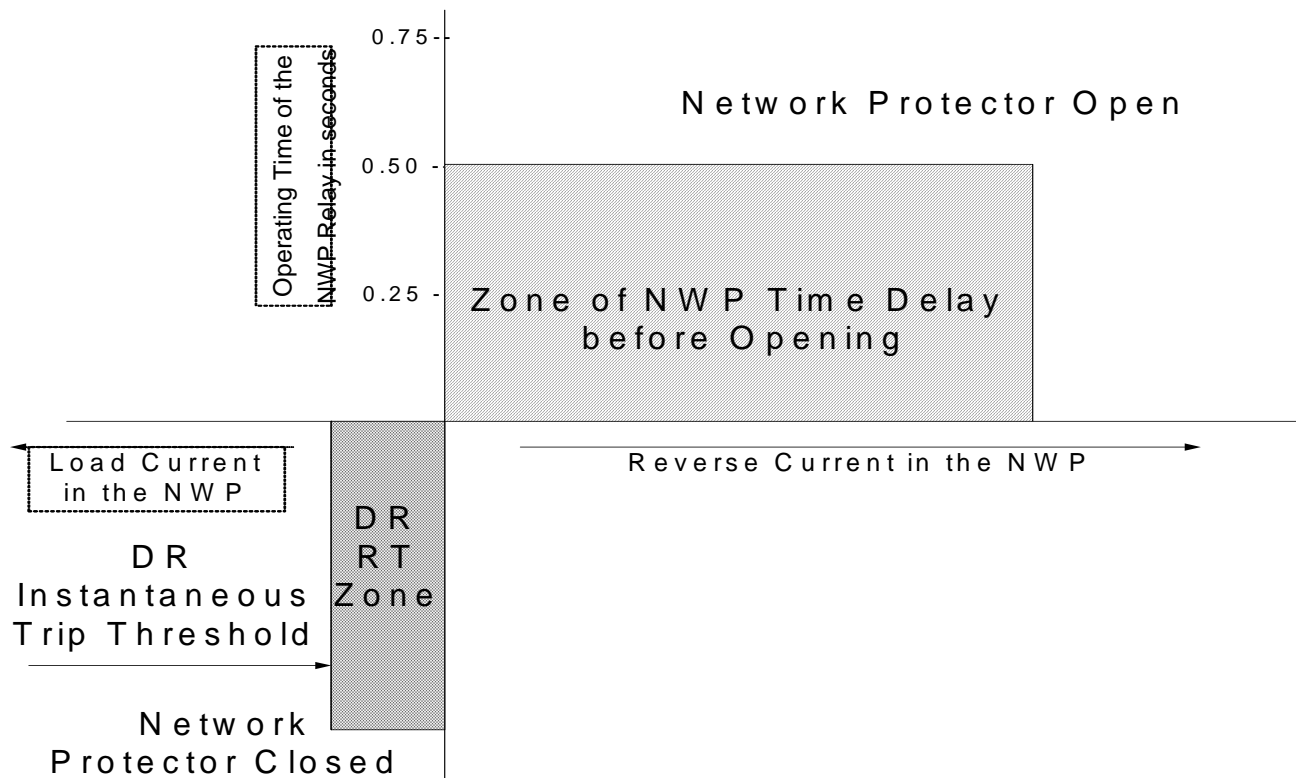 Operating Time of the
NWP Relay in seconds
0.75-
0.50 -
0.25 -
Network Protector Open
Zone of NWP Time Delay
before Opening
Load Current
in the NWP
Reverse Current in the NWP
DR
RT
Zone
DR
Instantaneous
Trip Threshold
Network
Protector Closed